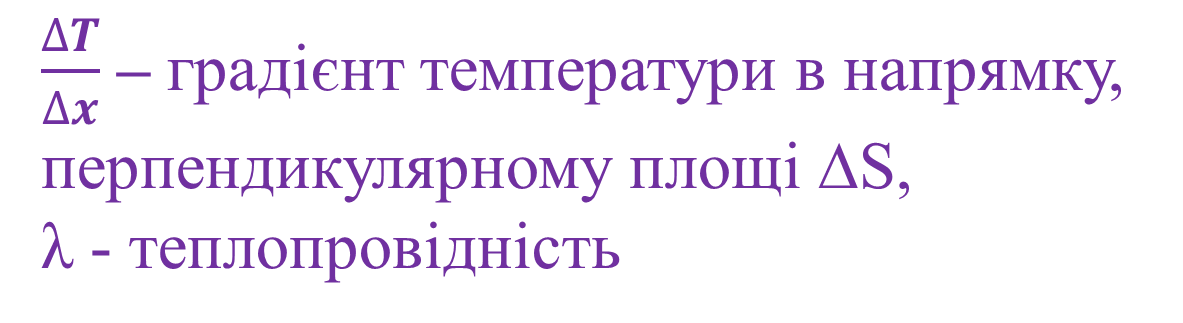 ΔT/Δx – градієнт температури в напрямку,
перпендикулярному площі ΔS,
λ - теплопровідність